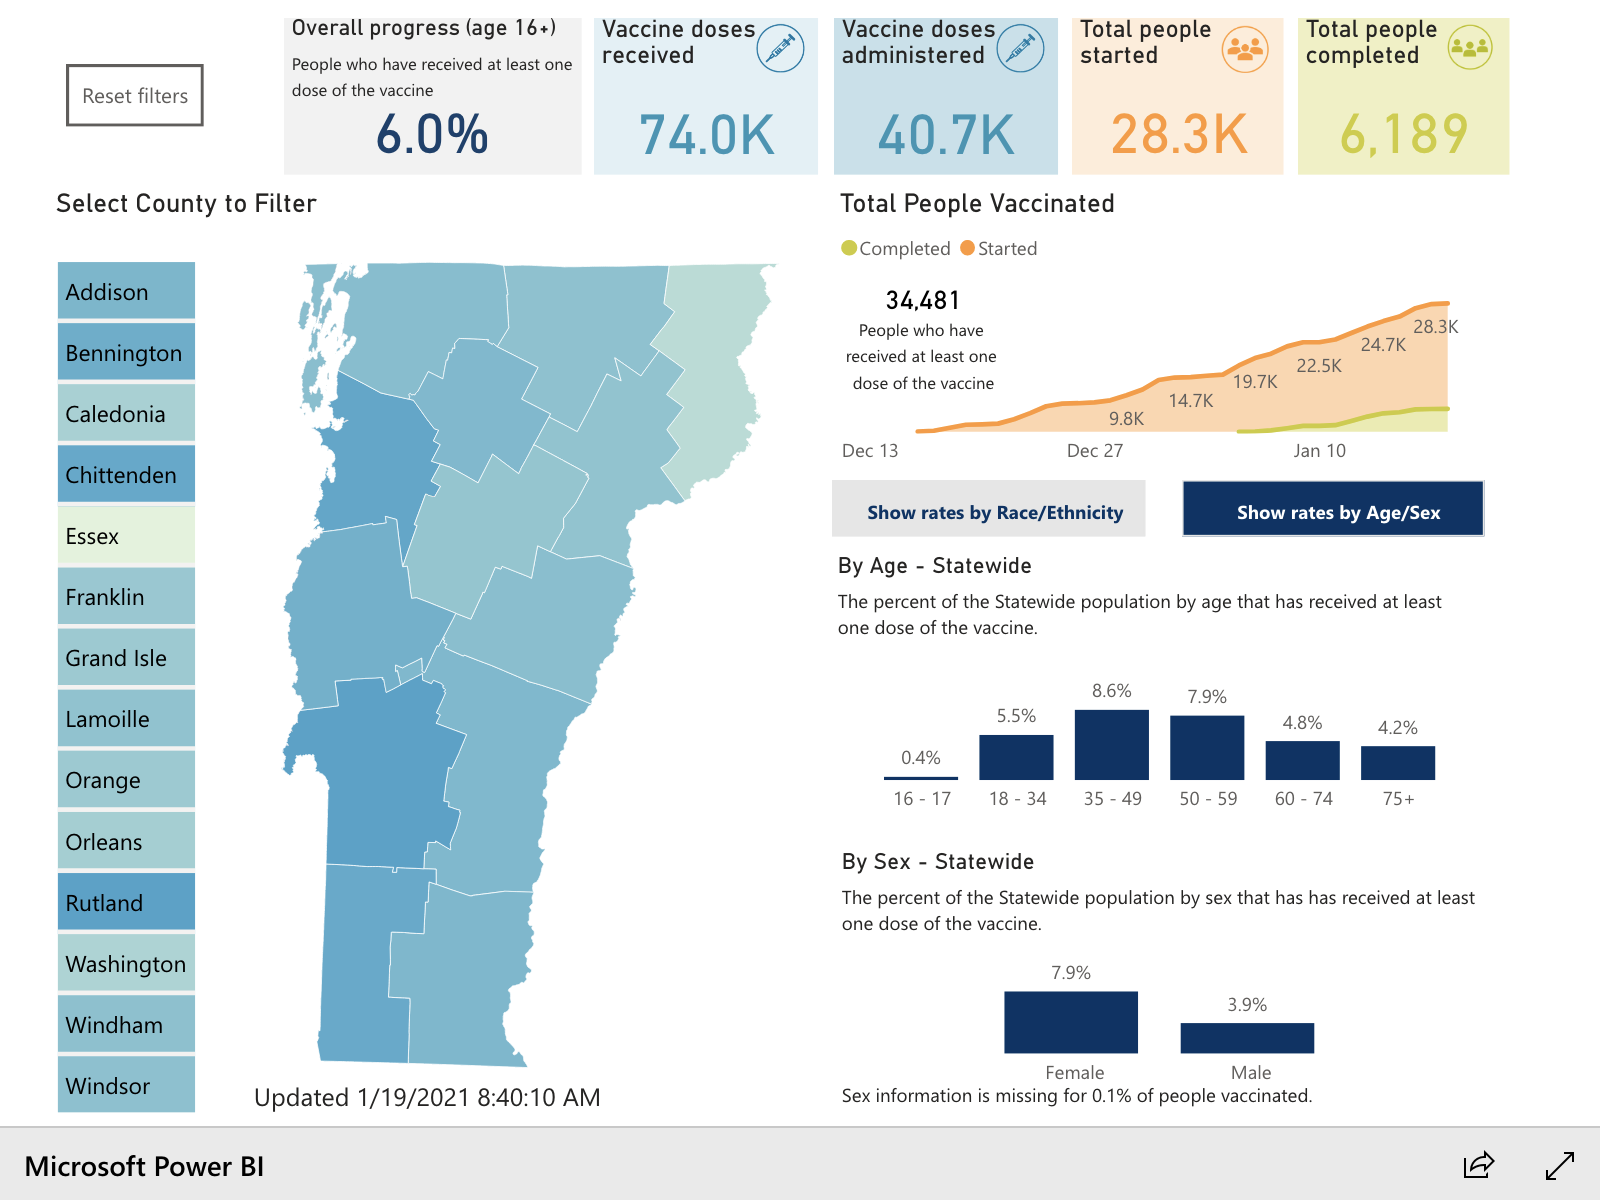 Reset filters
Overall progress (age 16+)
People who have received at least one
dose of the vaccine
6.0%
Vaccine doses
received
74.0K
Vaccine doses
administered
40.7K
Total people
started
28.3K
Total people
completed
6,189
Select County to Filter
Addison
Bennington
Caledonia
Chittenden
Essex
Franklin
Grand Isle
Lamoille
Orange
Orleans
Rutland
Washington
Windham
Windsor
Updated 1/19/2021 8:40:10 AM
Total People Vaccinated
Completed Started
34,481
People who have
received at least one
dose of the vaccine
9.8K
14.7K
19.7K
22.5K
24.7K
28.3K
Dec 13 Dec 27 Jan 10
Show rates by Race/Ethnicity
Show rates by Age/Sex
By Age - Statewide
The percent of the Statewide population by age that has received at least
one dose of the vaccine.
0.4% 5.5% 8.6% 7.9% 4.8% 4.2%
16 - 17 18 - 34 35 - 49 50 - 59 60 - 74 75+
By Sex - Statewide
The percent of the Statewide population by sex that has has received at least
one dose of the vaccine.
7.9% 3.9%
Female Male
Sex information is missing for 0.1% of people vaccinated.
Microsoft Power BI